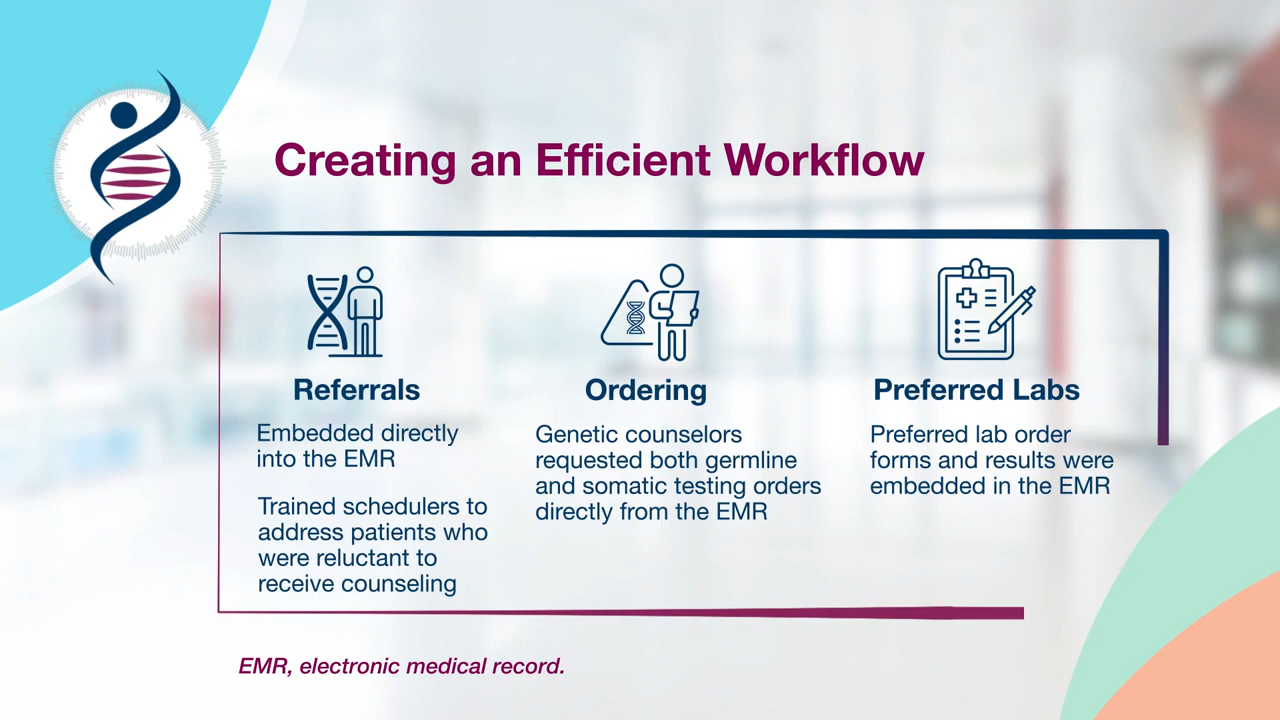 Creating an Efficient Workflow
Referrals
Embedded directly
into the EMR
Trained schedulers to
address patients who
were reluctant to
receive counseling
Ordering
Genetic counselors
requested both germline
and somatic testing orders
directly from the EMR
Preferred Labs
Preferred lab order
forms and results were
embedded in the EMR
EMR, electronic medical record.